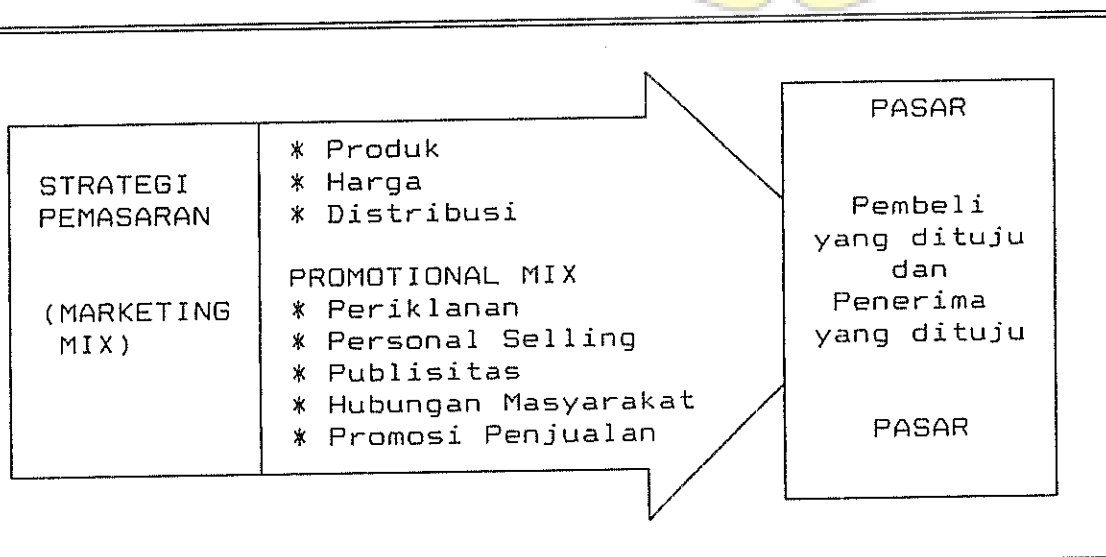 STRATEGI
PEMASARAN
(MARKETING
MIX)
* Produk
* Harga
* Distribusi
PROMOTIONAL MIX
* Periklanan
* Personal Selling
* Publisitas
* Hubungan Masyarakat
* Promosi Penjualan
PASAR
Pembeli
yang dituju
dan
Penerima
yang dituju
PASAR